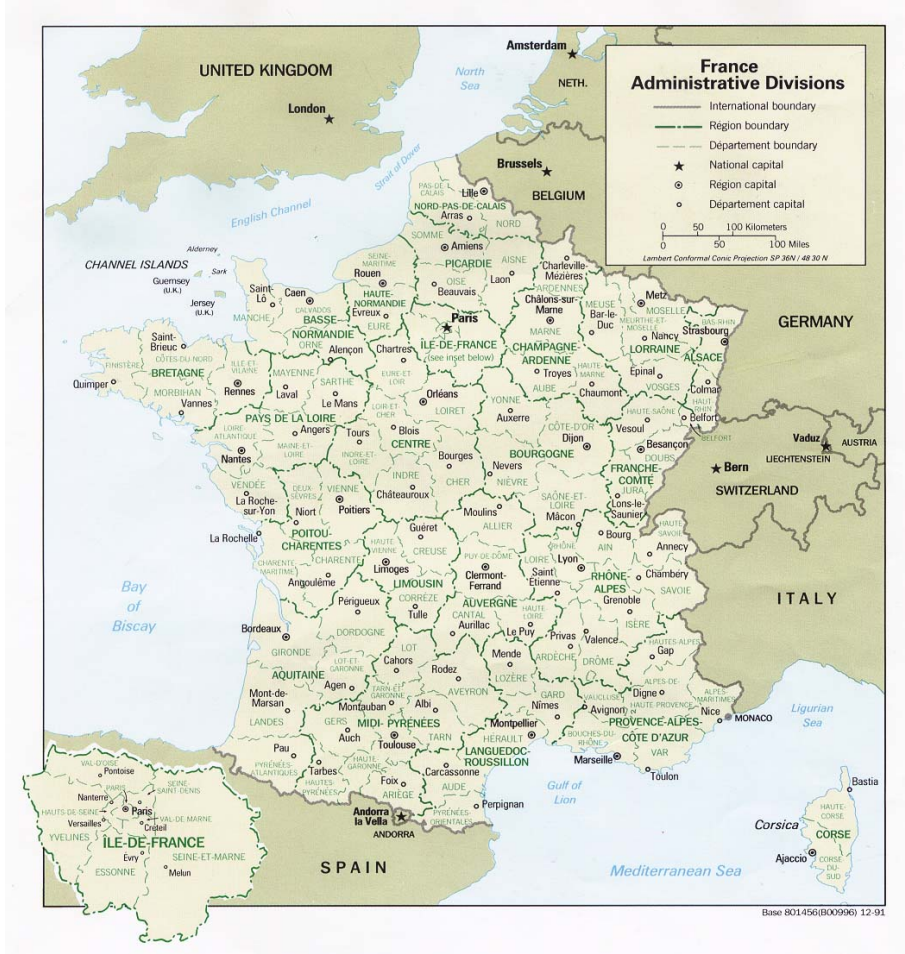 France
Administrative Divisions
International boundary
Région boundary
Département boundary
National capital
Région capital
Département capital
0 50 100 Kilometers
0 50 100 Miles
Lambert Conformal Conic Projection SP 36N / 48 30 N
Amsterdam
NETH.
UNITED KINGDOM
North
Sea
London
Brussels
BELGIUM
Strait of Dover
English Channel
PAS-DE-
CALAIS
Lille
NORD-PAS-DE-CALAIS
Arras
NORD
SOMME
Amiens
PICARDIE
AISNE
OISE
Beauvais
Laon
Alderney
CHANNEL ISLANDS
Sark
Guernsey
(U.K.)
Jersey
(U.K.)
SEINE-
MARITIME
Rouen
HAUTE-
NORMANDIE
Evreux
EURE
Saint-
Lô
Caen
CALVADOS
MANCHE
BASSE-
NORMANDIE
ORNE
Alençon
Charleville-
Mézières
ARDENNES
Châlons-sur-
Marne
MARNE
CHAMPAGNE
ARDENNE
Troyes
AUBE
HAUTE-
MARNE
Chaumont
MEUSE
Bar-le-
Duc
Metz
MOSELLE
MEURTHE-ET-
MOSELLE
Nancy
LORRAINE
Épinal
VOSGES
BAS-RHIN
Strasbourg
ALSACE
Colmar
HAUT
RHIN
Belfort
BELFORT
GERMANY
Paris
ÎLE-DE-FRANCE
(see inset below)
Chartres
EURE-ET
LOIR
Saint-
Brieuc
CÔTES-DU-NORD
FINISTÈRE
BRETAGNE
Quimper
MORBIHAN
Vannes
ILLE-ET
VILAINE
Rennes
MAYENNE
Laval
SARTHE
Le Mans
PAYS DE LA LOIRE
LOIRE-
ATLANTIQUE
Angers
MAINE-ET-
LOIRE
Nantes
VENDÉE
La Roche-
sur-Yon
LOIR-ET-
CHER
Orléans
LOIRET
Blois
Tours
CENTRE
INDRE-ET-
LOIRE
Bourges
INDRE
CHER
Châteauroux
YONNE
Auxerre
CÔTE-D'OR
Dijon
BOURGOGNE
Nevers
NIÈVRE
SAÔNE-ET-
LOIRE
Mâcon
HAUTE-SAÔNE
Vesoul
Besançon
DOUBS
FRANCHE-
COMTÉ
JURA
Lons-le-
Saunier
Bern
SWITZERLAND
Vaduz
LIECHTENSTEIN
AUSTRIA
DEUX-
SÈVRES
VIENNE
Niort
Poitiers
POITOU-
CHARENTES
La Rochelle
CHARENTE
MARITIME
CHARENTE
Angoulême
Guéret
HAUTE
VIENNE
CREUSE
Limoges
LIMOUSIN
CORRÈZE
Tulle
Moulins
ALLIER
PUY-DE-DÔME
Clermont-
Ferrand
AUVERGNE
CANTAL
Aurillac
HAUTE
LOIRE
Le Puy
LOIRE
RHÔNE
Lyon
Saint
Etienne
Bourg
AIN
HAUTE
SAVOIE
Annecy
RHÔNE-
ALPES
Chambéry
SAVOIE
Grenoble
ISÈRE
Privas
Valence
ARDÈCHE
DRÔME
ITALY
Bay
of
Biscay
Bordeaux
GIRONDE
Périgueux
DORDOGNE
LOT-ET-
GARONNE
AQUITAINE
Agen
Mont-de-
Marsan
LANDES
Pau
PYRÉNÉES-
ATLANTIQUES
LOT
Cahors
Rodez
AVEYRON
TARN-ET
GARONNE
Montauban
Albi
GERS
MIDI-PYRÉNÉES
Auch
Toulouse
TARN
HAUTE
GARONNE
Tarbes
HAUTES-
PYRÉNÉES
Foix
ARIÈGE
Mende
LOZÈRE
GARD
Nîmes
Montpellier
HÉRAULT
LANGUEDOC-
ROUSSILLON
Carcassonne
AUDE
Perpignan
PYRÉNÉES-
ORIENTALES
HAUTES-ALPES
Gap
ALPES-DE-
Digne
HAUTE PROVENCE
ALPES-
MARITIMES
VAUCLUSE
Avignon
PROVENCE-ALPES-
CÔTE D'AZUR
BOUCHES-DU-
RHÔNE
VAR
Marseille
Toulon
Nice
MONACO
Ligurian
Sea
Gulf of
Lion
Andorra
la Vella
ANDORRA
SPAIN
Mediterranean Sea
Corsica
Bastia
HAUTE-
CORSE
CORSE
Ajaccio
CORSE
DU-
SUD
VAL-D'OISE
Pontoise
SEINE-
SAINT-DENIS
Nanterre
PARIS
HAUTS-DE-SEINE
Paris
Versailles
VAL-DE-MARNE
Créteil
YVELINES
ÎLE-DE-FRANCE
Évry
SEINE-ET-MARNE
ESSONNE
Melun
Base 801456(B00996) 12-91